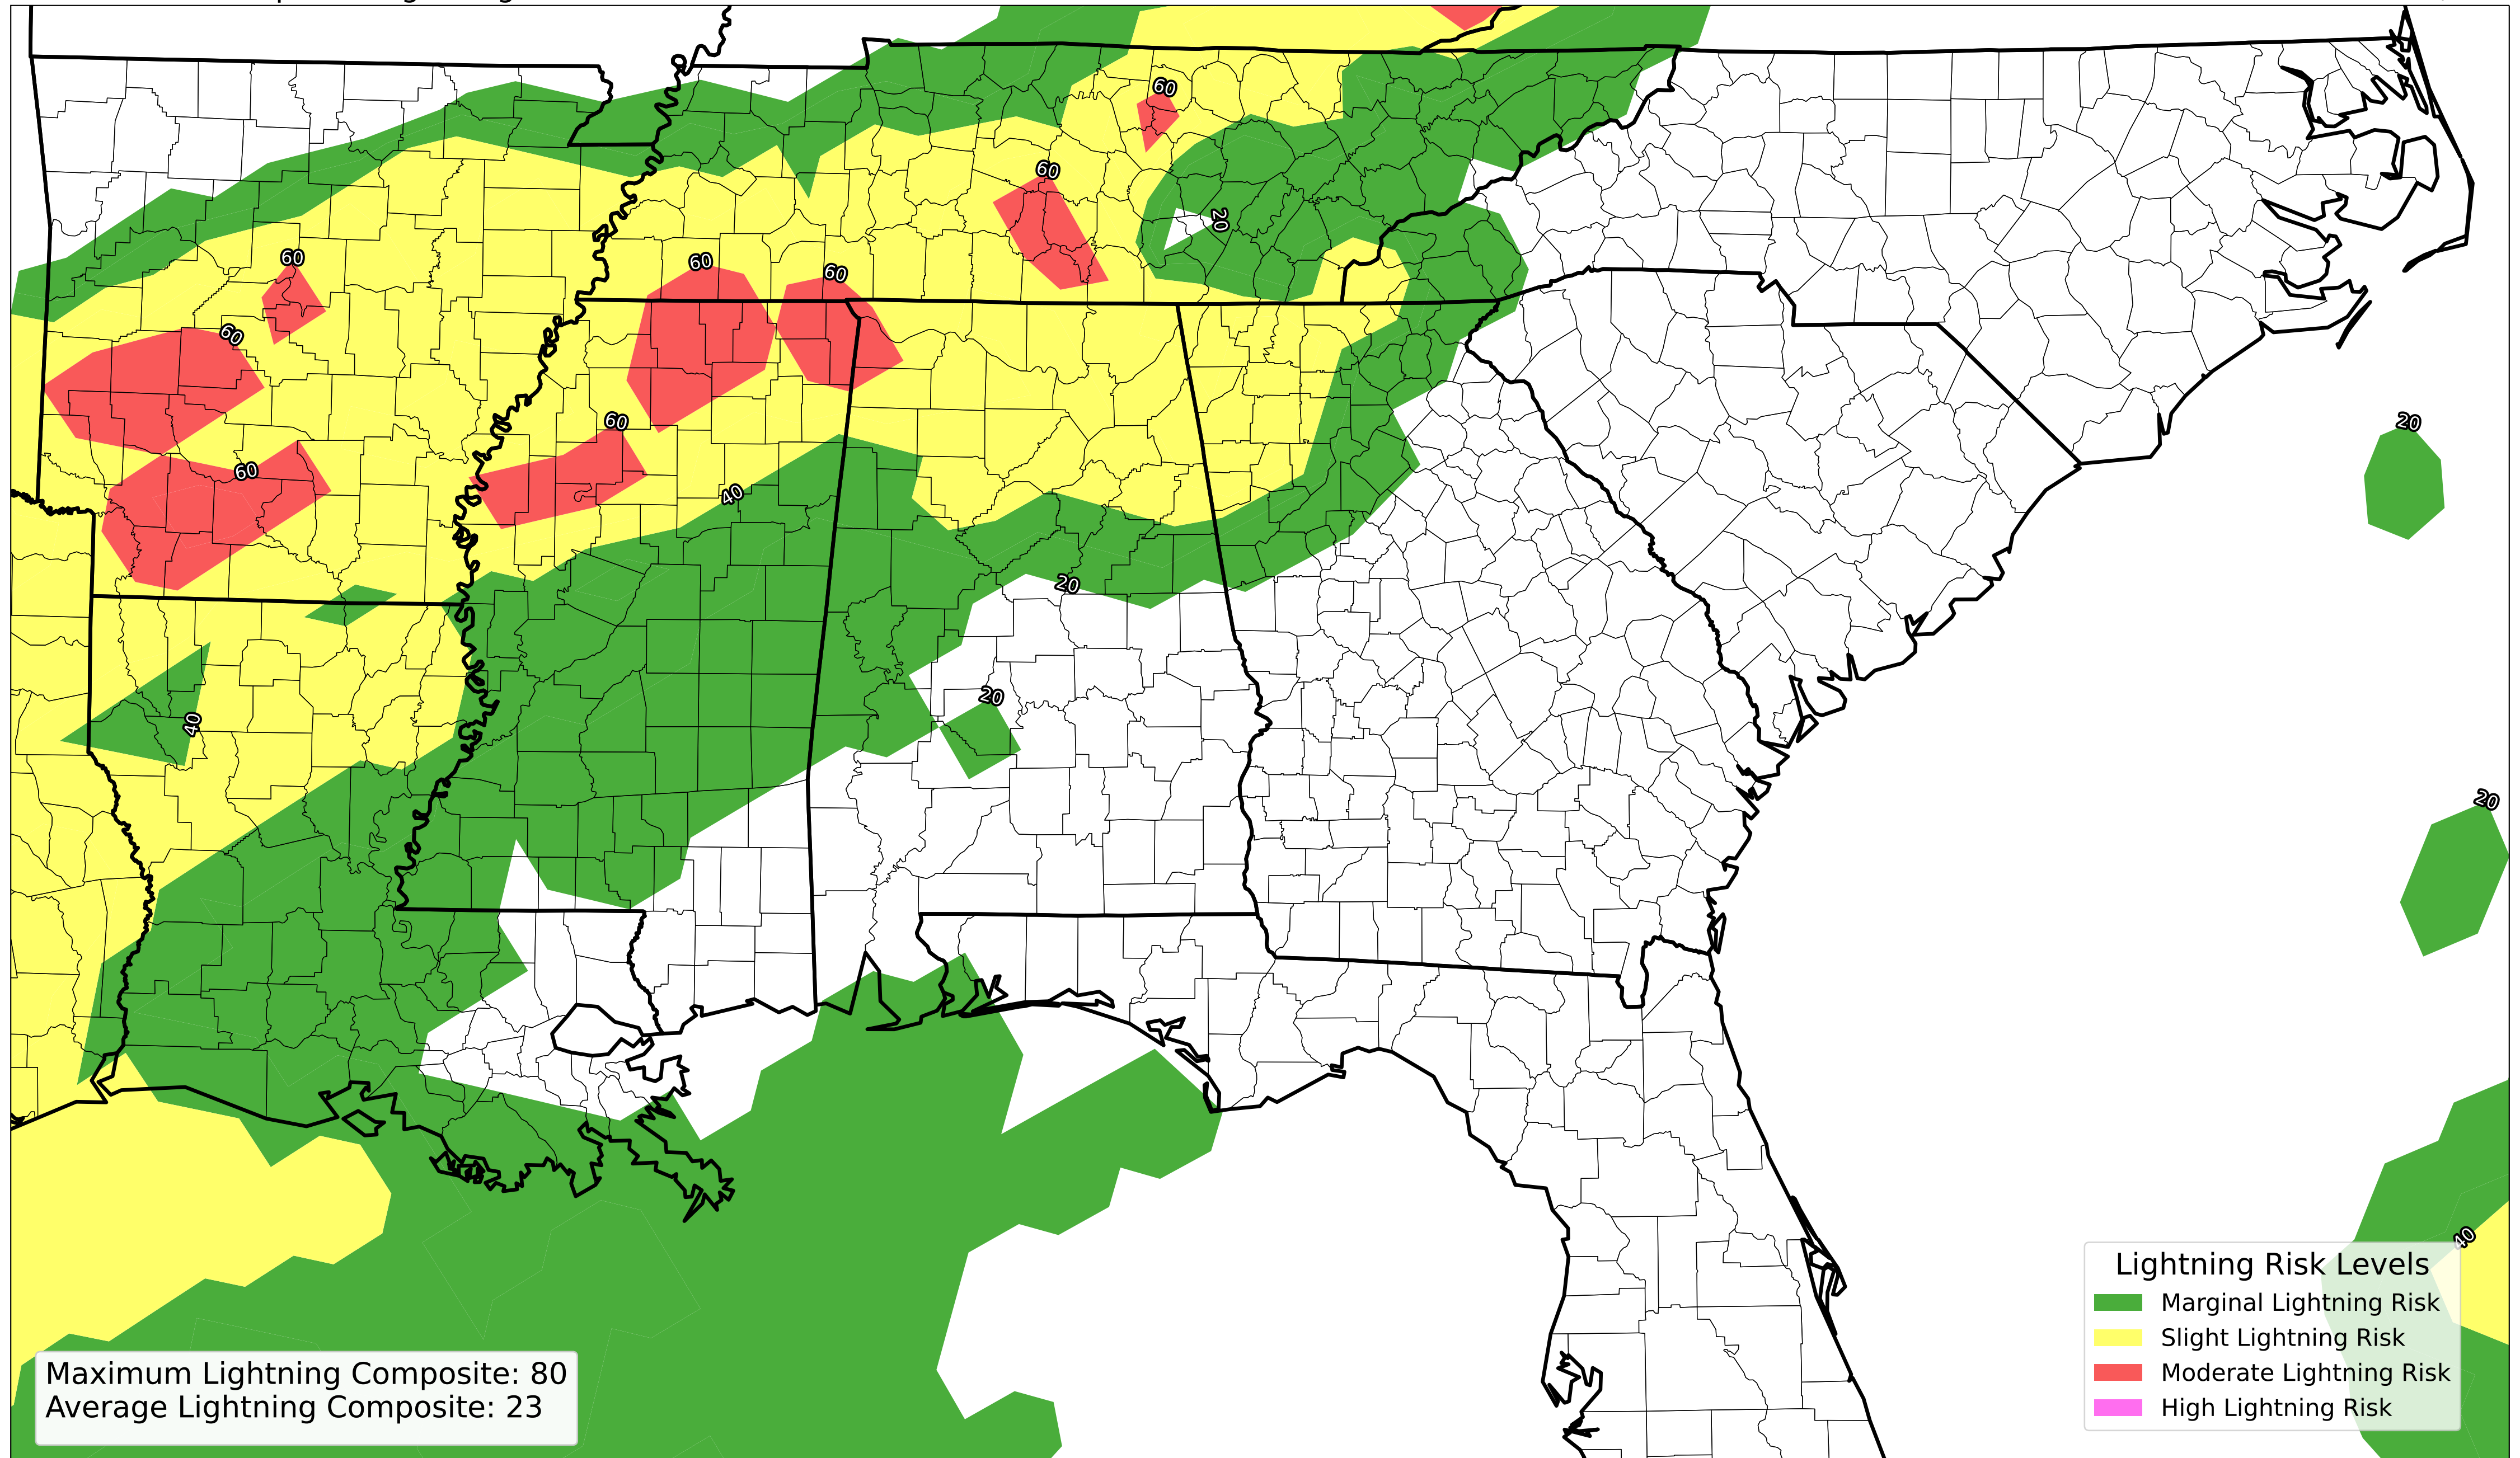 60
60
20
60
60
60
60
60
20
60
40
20
20
40
20
40
Lightning Risk Levels
Marginal Lightning Risk
Slight Lightning Risk
Moderate Lightning Risk
High Lightning Risk
Maximum Lightning Composite: 80
Average Lightning Composite: 23